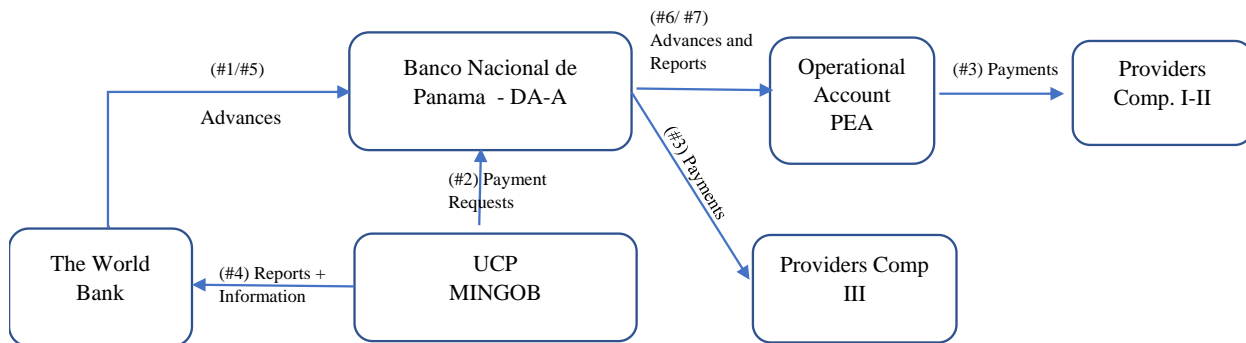 (#1/#5)
Advances
Banco Nacional de
Panama - DA-A
(#6/ #7)
Advances and
Reports
Operational
Account
PEA
(#3) Payments
Providers
Comp. I-II
(#2) Payment
Requests
(#3) Payments
The World
Bank
(#4) Reports +
Information
UCP
MINGOB
Providers Comp
III